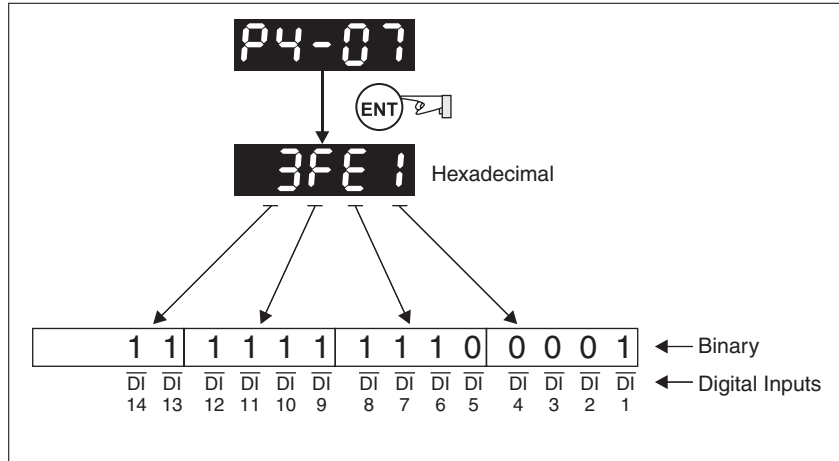 P4-07
ENT
3FE1 Hexadecimal
1 1 1 1 1 1 1 1 1 0 0 0 0 1 Binary
DI DI DI DI DI DI DI DI DI DI DI DI DI DI Digital Inputs
14 13 12 11 10 9 8 7 6 5 4 3 2 1